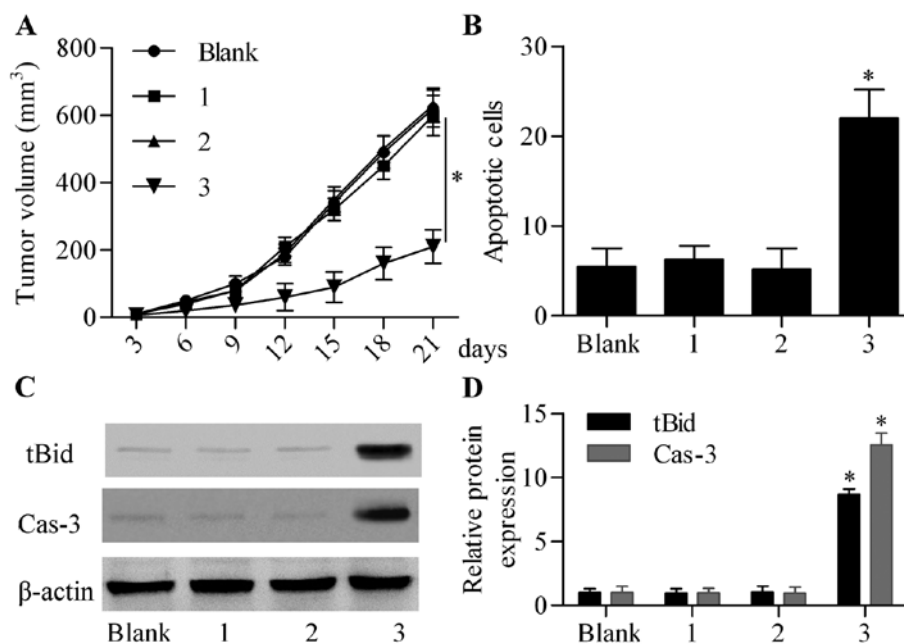 A
Tumor volume (mm³)
800
600
400
200
0
Blank
1
2
3
*
3 6 9 12 15 18 21 days
B
Apoptotic cells
30
20
10
0
*
Blank 1 2 3
C
tBid
Cas-3
β-actin
Blank 1 2 3
D
Relative protein
expression
15
10
5
0
tBid
Cas-3
* *
Blank 1 2 3